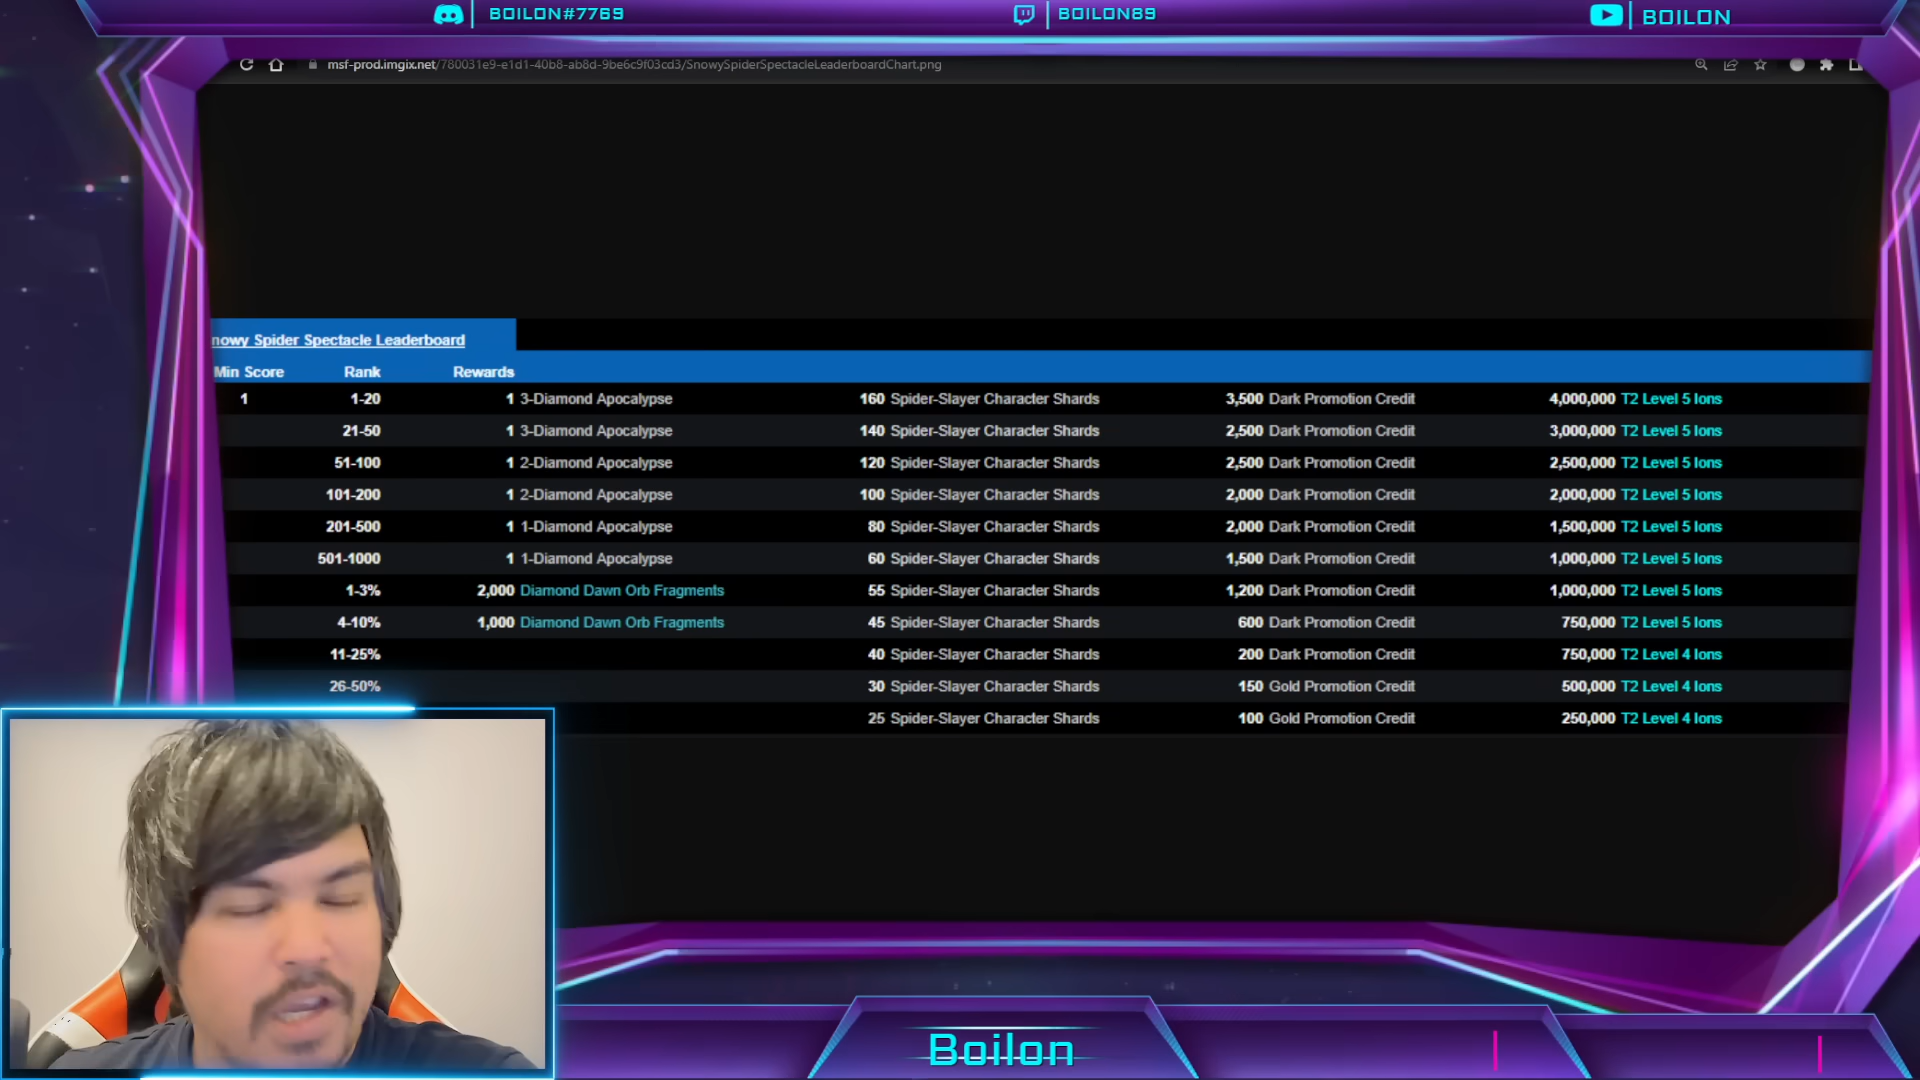 BOILON#7769
BOILON89
BOILON
msf-prod.imgix.net/780031e9-e1d1-40b8-ab8d-9be6c9f03cd3/SnowySpiderSpectacleLeaderboardChart.png
nowy Spider Spectacle Leaderboard
Min Score Rank Rewards
1 1-20 1 3-Diamond Apocalypse 160 Spider-Slayer Character Shards 3,500 Dark Promotion Credit 4,000,000 T2 Level 5 Ions
21-50 1 3-Diamond Apocalypse 140 Spider-Slayer Character Shards 2,500 Dark Promotion Credit 3,000,000 T2 Level 5 Ions
51-100 1 2-Diamond Apocalypse 120 Spider-Slayer Character Shards 2,500 Dark Promotion Credit 2,500,000 T2 Level 5 Ions
101-200 1 2-Diamond Apocalypse 100 Spider-Slayer Character Shards 2,000 Dark Promotion Credit 2,000,000 T2 Level 5 Ions
201-500 1 1-Diamond Apocalypse 80 Spider-Slayer Character Shards 2,000 Dark Promotion Credit 1,500,000 T2 Level 5 Ions
501-1000 1 1-Diamond Apocalypse 60 Spider-Slayer Character Shards 1,500 Dark Promotion Credit 1,000,000 T2 Level 5 Ions
1-3% 2,000 Diamond Dawn Orb Fragments 55 Spider-Slayer Character Shards 1,200 Dark Promotion Credit 1,000,000 T2 Level 5 Ions
4-10% 1,000 Diamond Dawn Orb Fragments 45 Spider-Slayer Character Shards 600 Dark Promotion Credit 750,000 T2 Level 5 Ions
11-25% 40 Spider-Slayer Character Shards 200 Dark Promotion Credit 750,000 T2 Level 4 Ions
26-50% 30 Spider-Slayer Character Shards 150 Gold Promotion Credit 500,000 T2 Level 4 Ions
25 Spider-Slayer Character Shards 100 Gold Promotion Credit 250,000 T2 Level 4 Ions
Boilon